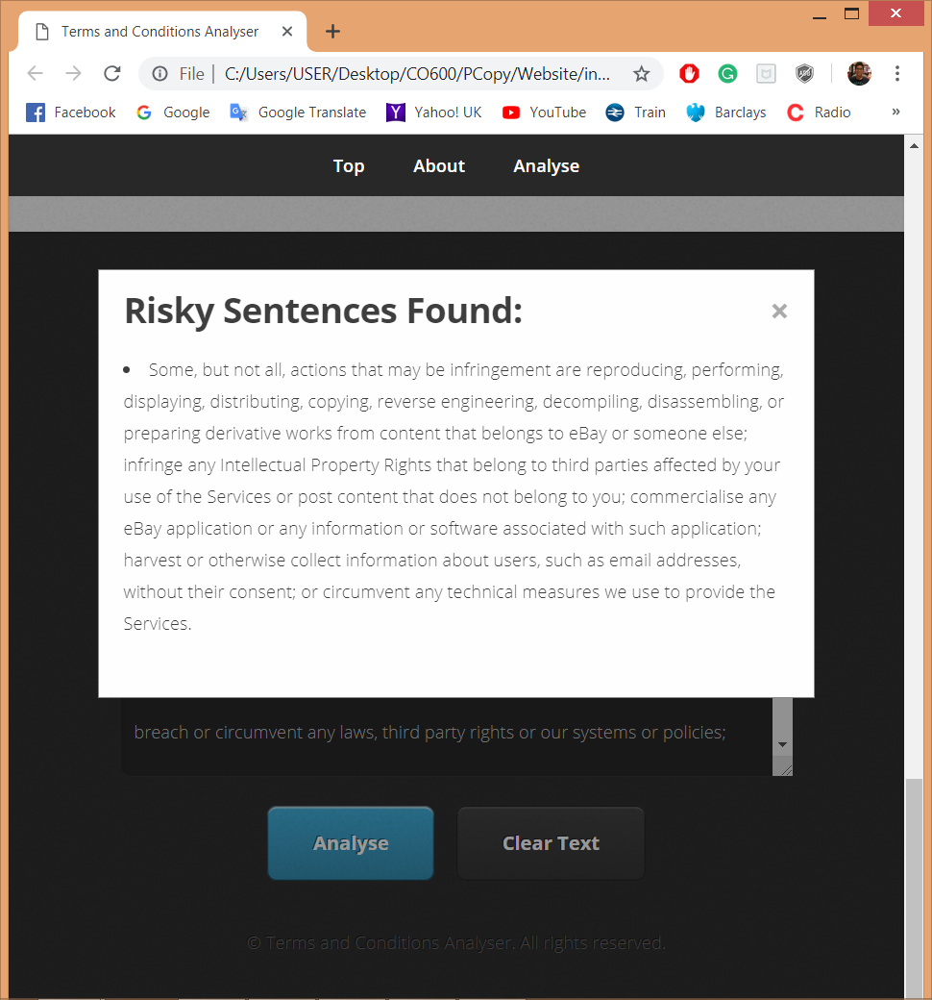 Terms and Conditions Analyser
File | C:/Users/USER/Desktop/CO600/PCopy/Website/in...
Facebook Google Google Translate Yahoo! UK YouTube Train Barclays Radio »
Top About Analyse
Risky Sentences Found: ×
• Some, but not all, actions that may be infringement are reproducing, performing,
displaying, distributing, copying, reverse engineering, decompiling, disassembling, or
preparing derivative works from content that belongs to eBay or someone else;
infringe any Intellectual Property Rights that belong to third parties affected by your
use of the Services or post content that does not belong to you; commercialise any
eBay application or any information or software associated with such application;
harvest or otherwise collect information about users, such as email addresses,
without their consent; or circumvent any technical measures we use to provide the
Services.
breach or circumvent any laws, third party rights or our systems or policies;
Analyse Clear Text
© Terms and Conditions Analyser. All rights reserved.